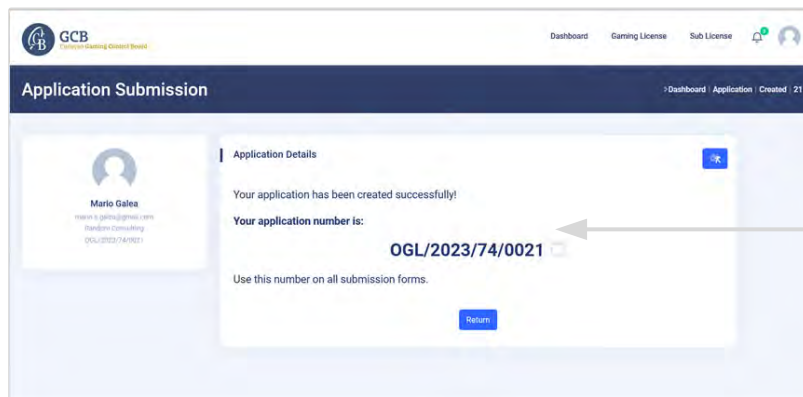 GCB
Curaçao Gaming Control Board
Dashboard Gaming License Sub License
Application Submission
>Dashboard | Application | Created | 21
Mario Galea
Random Consulting
OGL/2023/74/0021
Application Details
Your application has been created successfully!
Your application number is:
OGL/2023/74/0021
Use this number on all submission forms.
Return